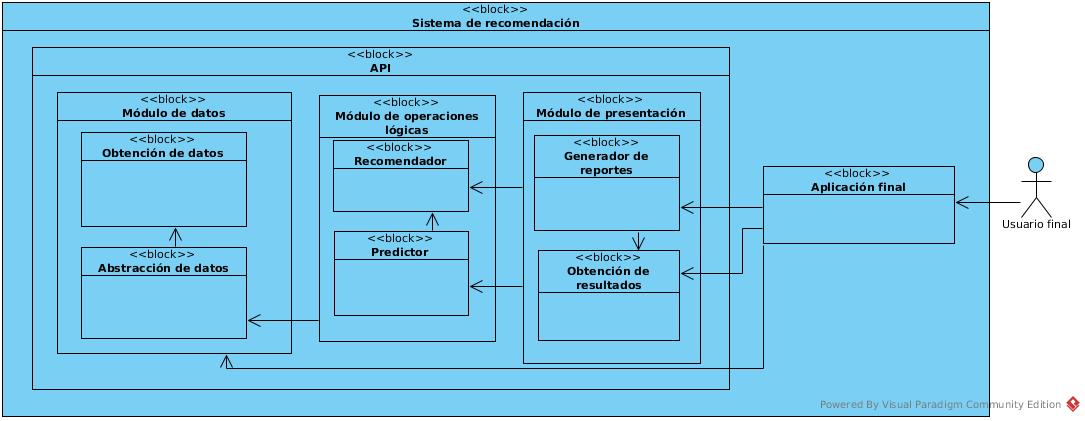 <<block>>
Sistema de recomendación
<<block>>
API
<<block>>
Módulo de datos
<<block>>
Obtención de datos
<<block>>
Abstracción de datos
<<block>>
Módulo de operaciones
lógicas
<<block>>
Recomendador
<<block>>
Predictor
<<block>>
Módulo de presentación
<<block>>
Generador de
reportes
<<block>>
Obtención de
resultados
<<block>>
Aplicación final
Usuario final
Powered By Visual Paradigm Community Edition